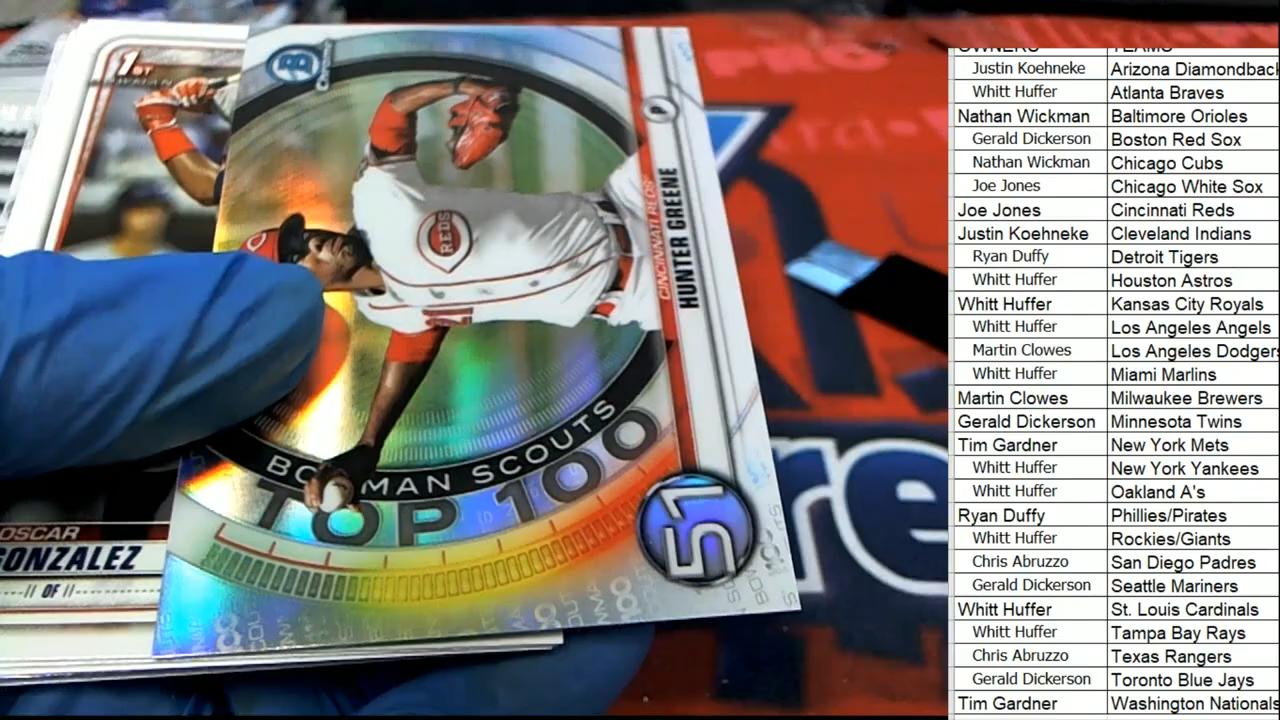 1ST
BOWMAN
B
CHROME
P
CINCINNATI REDS
HUNTER GREENE
REDS
21
BOWMAN SCOUTS
TOP 100
51
OSCAR
GONZALEZ
OF
PRO
re
OWNERS TEAMS
Justin Koehneke Arizona Diamondback
Whitt Huffer Atlanta Braves
Nathan Wickman Baltimore Orioles
Gerald Dickerson Boston Red Sox
Nathan Wickman Chicago Cubs
Joe Jones Chicago White Sox
Joe Jones Cincinnati Reds
Justin Koehneke Cleveland Indians
Ryan Duffy Detroit Tigers
Whitt Huffer Houston Astros
Whitt Huffer Kansas City Royals
Whitt Huffer Los Angeles Angels
Martin Clowes Los Angeles Dodgers
Whitt Huffer Miami Marlins
Martin Clowes Milwaukee Brewers
Gerald Dickerson Minnesota Twins
Tim Gardner New York Mets
Whitt Huffer New York Yankees
Whitt Huffer Oakland A's
Ryan Duffy Phillies/Pirates
Whitt Huffer Rockies/Giants
Chris Abruzzo San Diego Padres
Gerald Dickerson Seattle Mariners
Whitt Huffer St. Louis Cardinals
Whitt Huffer Tampa Bay Rays
Chris Abruzzo Texas Rangers
Gerald Dickerson Toronto Blue Jays
Tim Gardner Washington Nationals